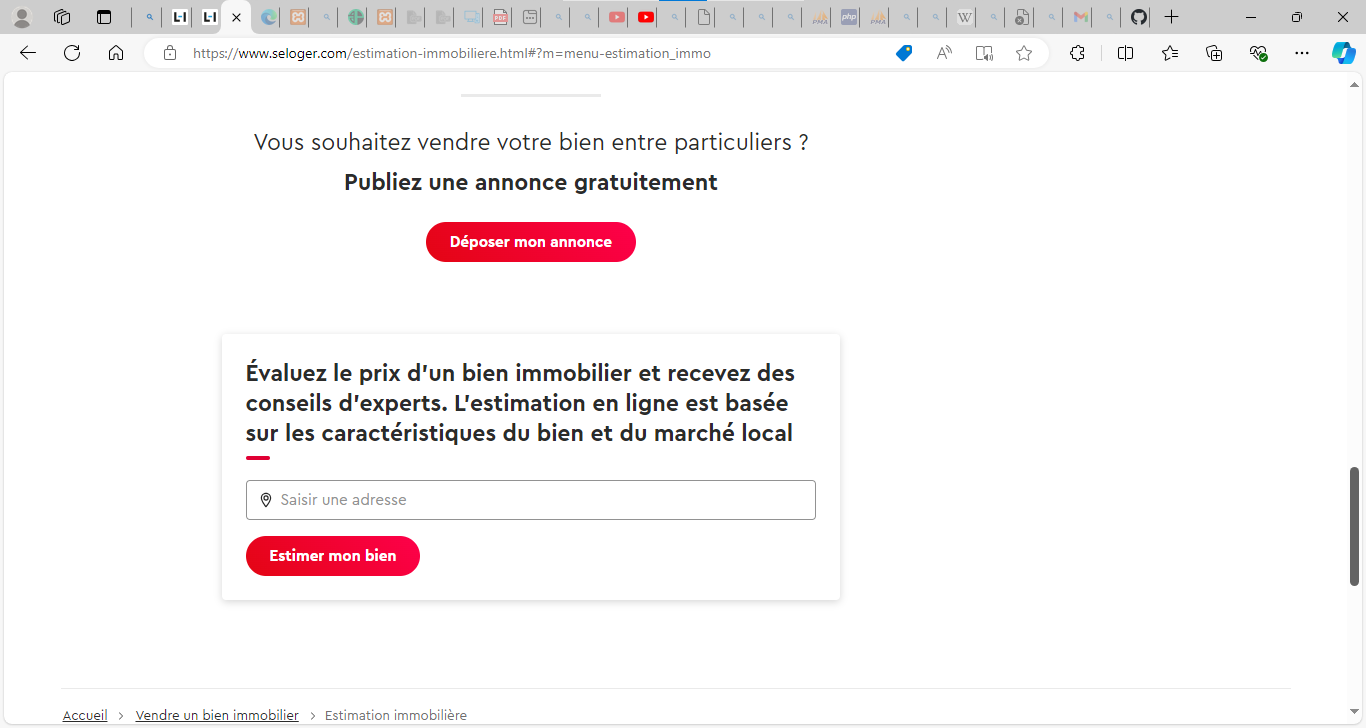 https://www.seloger.com/estimation-immobiliere.html#?m=menu-estimation_immo
Vous souhaitez vendre votre bien entre particuliers ?
Publiez une annonce gratuitement
Déposer mon annonce
Évaluez le prix d'un bien immobilier et recevez des
conseils d'experts. L'estimation en ligne est basée
sur les caractéristiques du bien et du marché local
Saisir une adresse
Estimer mon bien
Accueil > Vendre un bien immobilier > Estimation immobilière